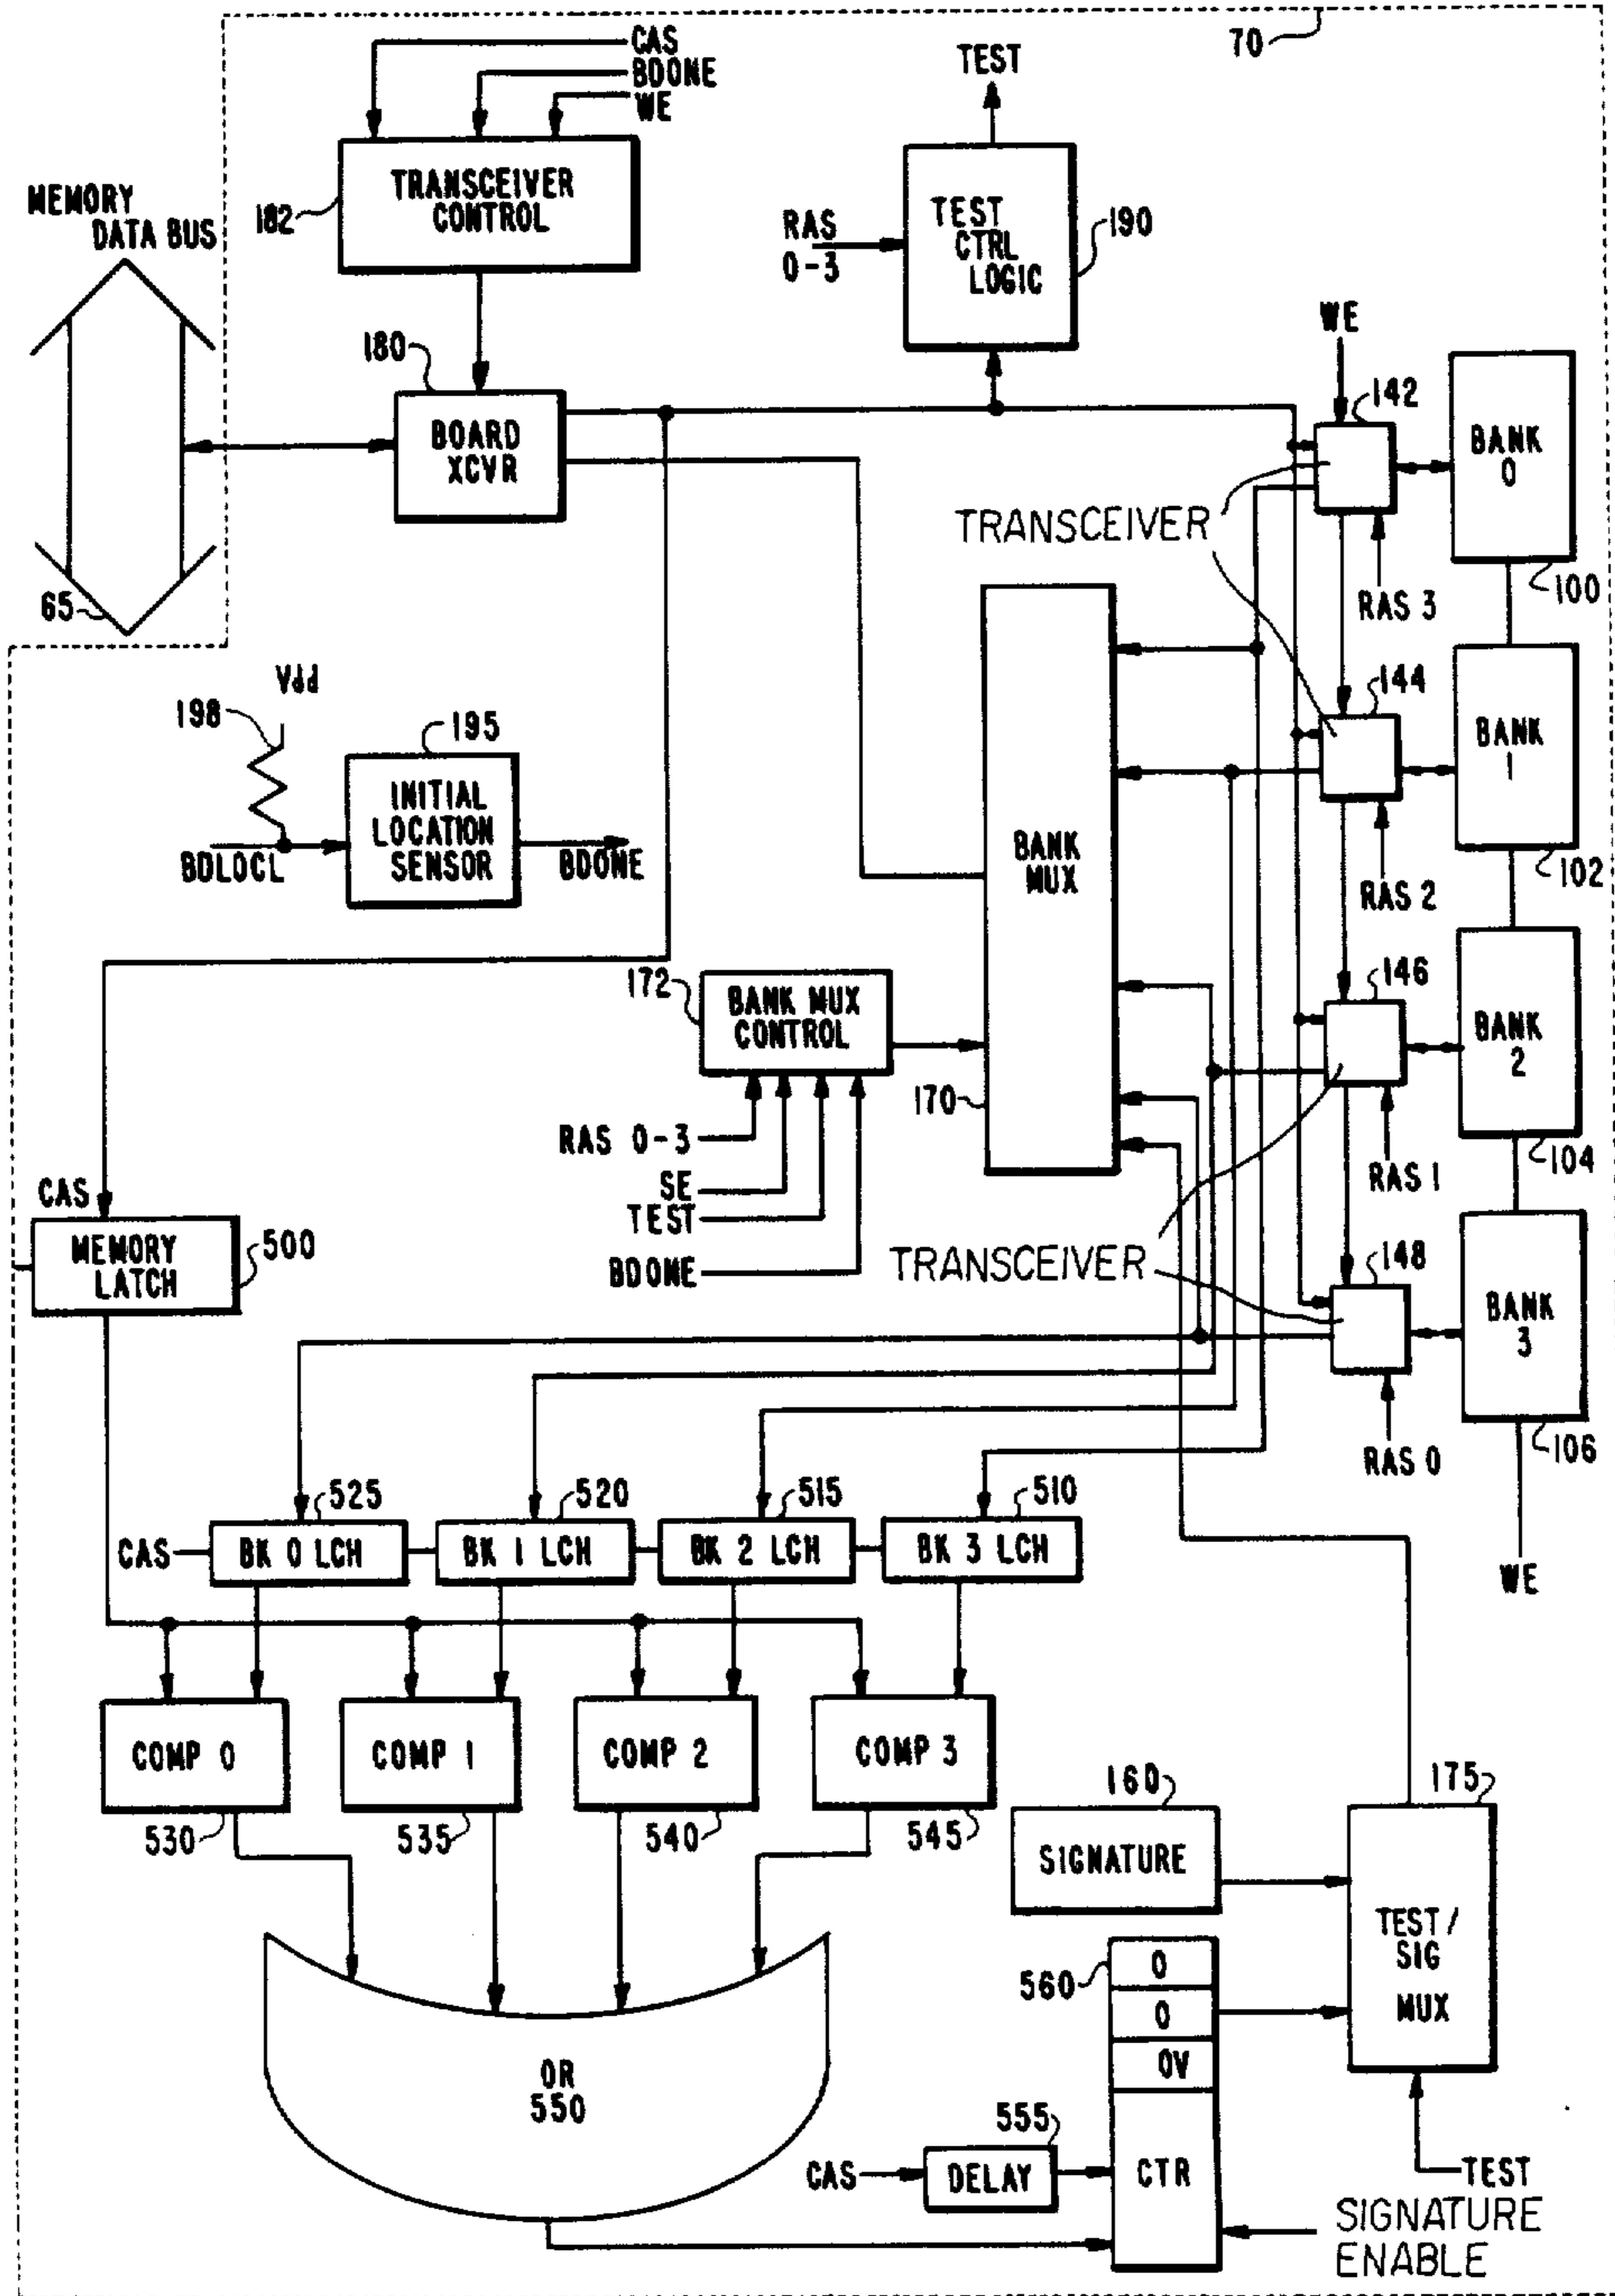 70
CAS
BDONE
WE
TEST
TRANSCEIVER
CONTROL
182
MEMORY
DATA BUS
TEST
CTRL
LOGIC
190
RAS
0-3
WE
180
BOARD
XCVR
142
BANK
0
TRANSCEIVER
100
RAS 3
65
Vdd
198
195
INITIAL
LOCATION
SENSOR
BDLOCL
BDONE
144
BANK
1
102
RAS 2
BANK
MUX
170
172
BANK MUX
CONTROL
RAS 0-3
SE
TEST
BDONE
146
BANK
2
104
RAS 1
CAS
MEMORY
LATCH
500
TRANSCEIVER
148
BANK
3
106
RAS 0
WE
525
520
515
510
CAS
BK 0 LCH
BK 1 LCH
BK 2 LCH
BK 3 LCH
COMP 0
COMP 1
COMP 2
COMP 3
530
535
540
545
160
175
SIGNATURE
TEST/
SIG
MUX
560
0
0
OV
CTR
OR
550
555
CAS
DELAY
TEST
SIGNATURE
ENABLE